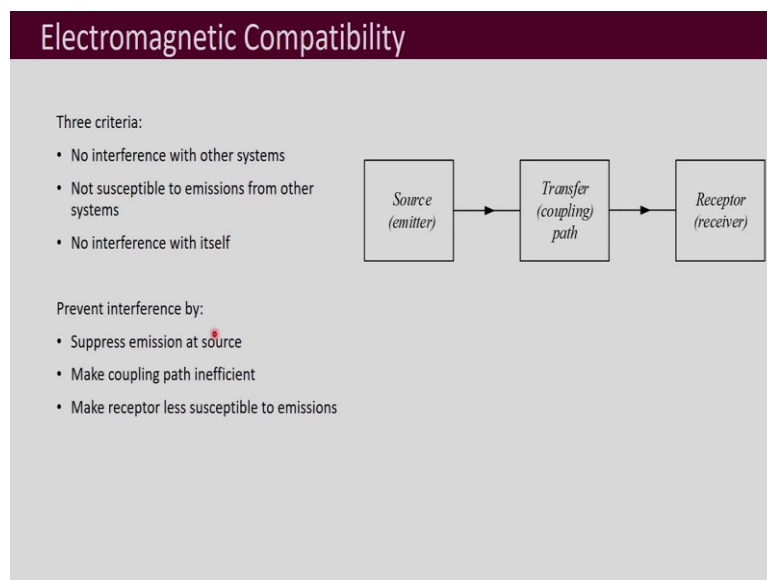 Electromagnetic Compatibility
Three criteria:
• No interference with other systems
• Not susceptible to emissions from other
systems
• No interference with itself
Source
(emitter)
Transfer
(coupling)
path
Receptor
(receiver)
Prevent interference by:
• Suppress emission at source
• Make coupling path inefficient
• Make receptor less susceptible to emissions